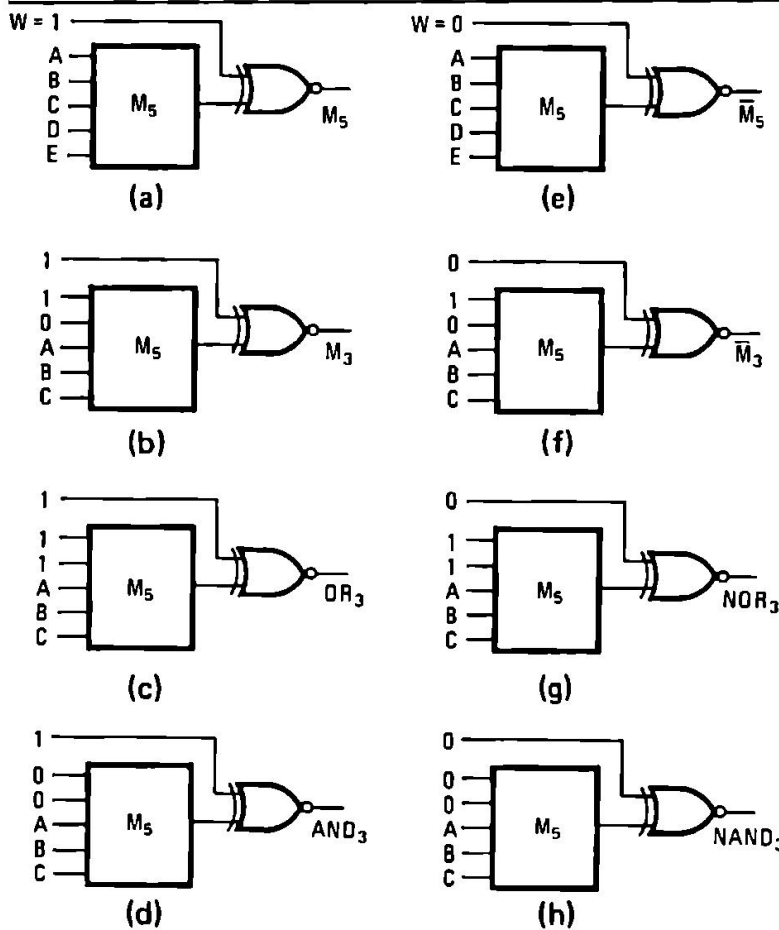 W = 1
A
B
C
D
E
M₅
M₅
(a)
W = 0
A
B
C
D
E
M₅
M̅₅
(e)
1
1
0
A
B
C
M₅
M₃
(b)
0
1
0
A
B
C
M₅
M̅₃
(f)
1
1
1
A
B
C
M₅
OR₃
(c)
0
1
1
A
B
C
M₅
NOR₃
(g)
1
0
0
A
B
C
M₅
AND₃
(d)
0
0
0
A
B
C
M₅
NAND₃
(h)